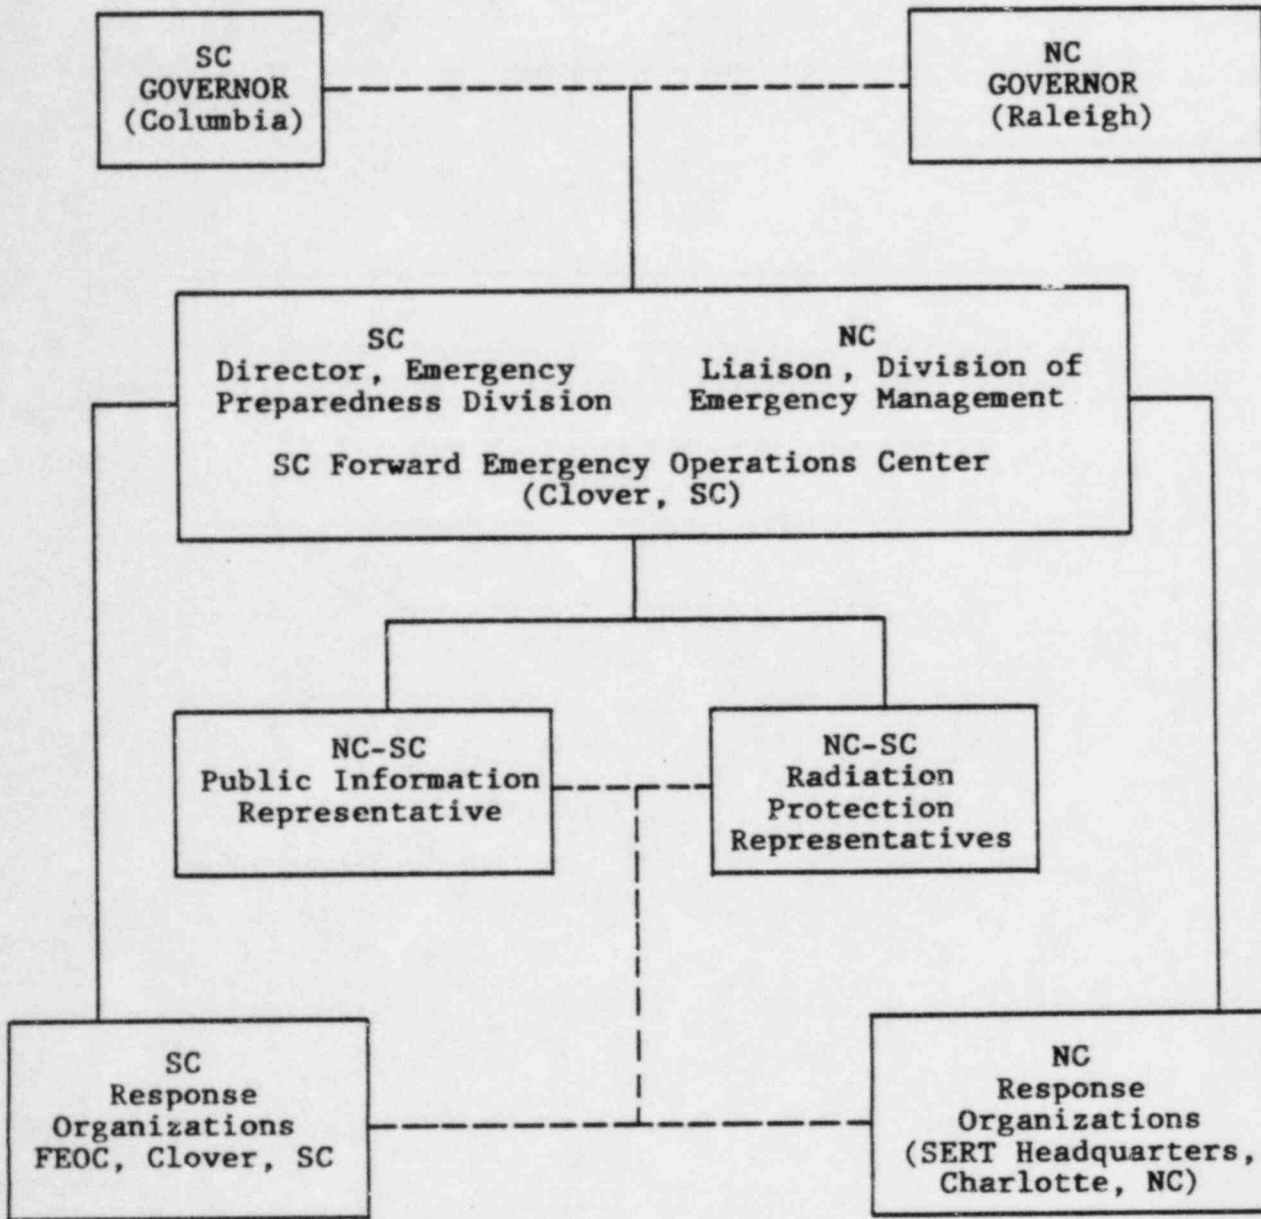 SC
GOVERNOR
(Columbia)
NC
GOVERNOR
(Raleigh)
SC
Director, Emergency
Preparedness Division
NC
Liaison, Division of
Emergency Management
SC Forward Emergency Operations Center
(Clover, SC)
NC-SC
Public Information
Representative
NC-SC
Radiation
Protection
Representatives
SC
Response
Organizations
FEOC, Clover, SC
NC
Response
Organizations
(SERT Headquarters,
Charlotte, NC)